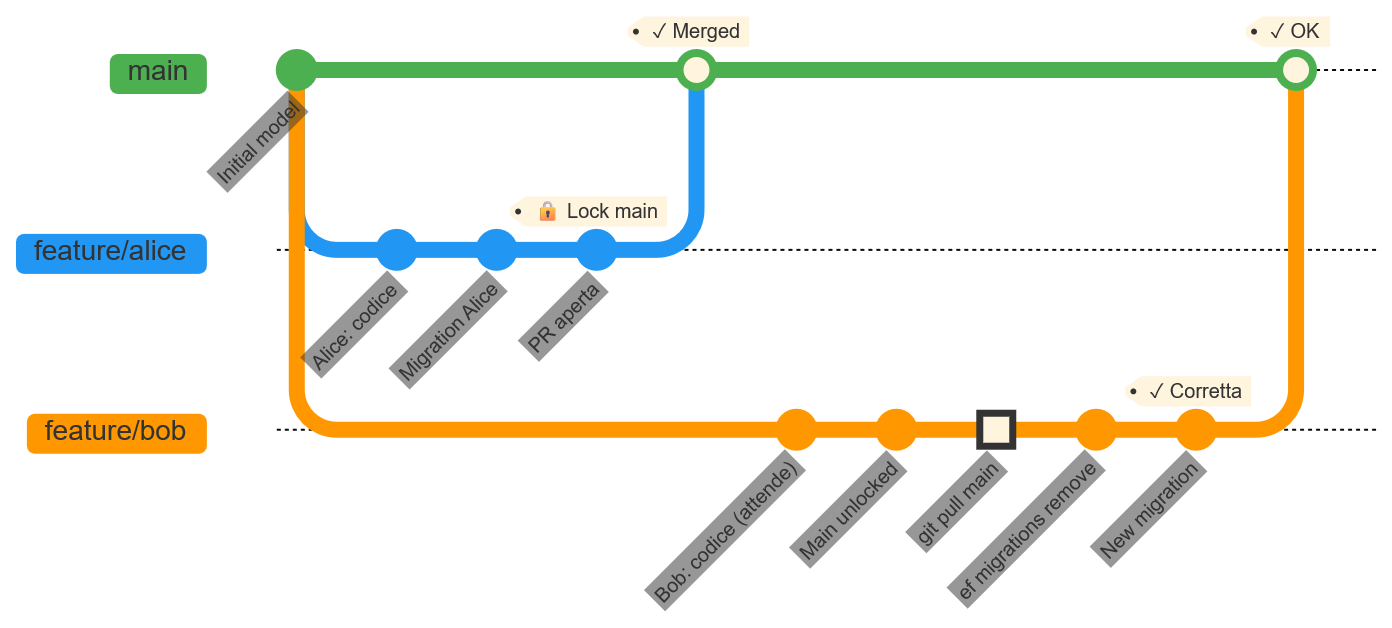 ✓ Merged
✓ OK
main
Initial model
🔒 Lock main
feature/alice
Alice: codice
Migration Alice
PR aperta
✓ Corretta
feature/bob
Bob: codice (attende)
Main unlocked
git pull main
ef migrations remove
New migration